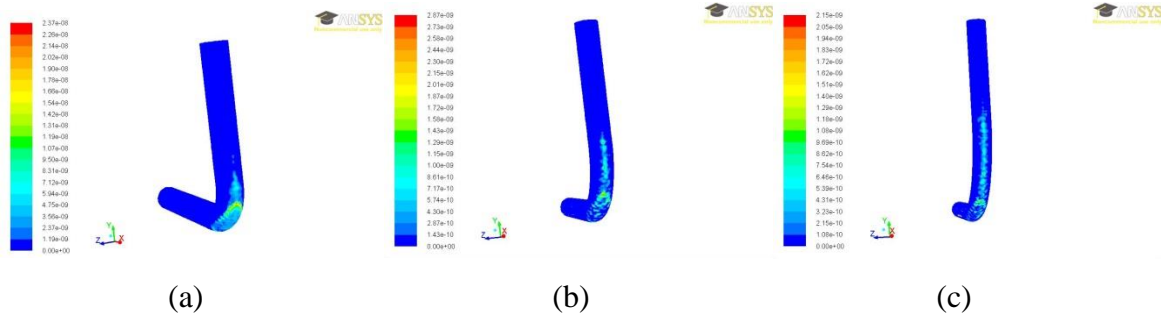 2.37e-08
2.26e-08
2.14e-08
2.02e-08
1.90e-08
1.78e-08
1.66e-08
1.54e-08
1.42e-08
1.31e-08
1.19e-08
1.07e-08
9.50e-09
8.31e-09
7.12e-09
5.94e-09
4.75e-09
3.56e-09
2.37e-09
1.19e-09
0.00e+00
ANSYS
Noncommercial use only
Y
Z
X
(a)
2.87e-09
2.73e-09
2.58e-09
2.44e-09
2.30e-09
2.15e-09
2.01e-09
1.87e-09
1.72e-09
1.58e-09
1.43e-09
1.29e-09
1.15e-09
1.00e-09
8.61e-10
7.17e-10
5.74e-10
4.30e-10
2.87e-10
1.43e-10
0.00e+00
ANSYS
Noncommercial use only
Y
Z
X
(b)
2.15e-09
2.05e-09
1.94e-09
1.83e-09
1.72e-09
1.62e-09
1.51e-09
1.40e-09
1.29e-09
1.18e-09
1.08e-09
9.69e-10
8.62e-10
7.54e-10
6.46e-10
5.39e-10
4.31e-10
3.23e-10
2.15e-10
1.08e-10
0.00e+00
ANSYS
Noncommercial use only
Y
Z
X
(c)